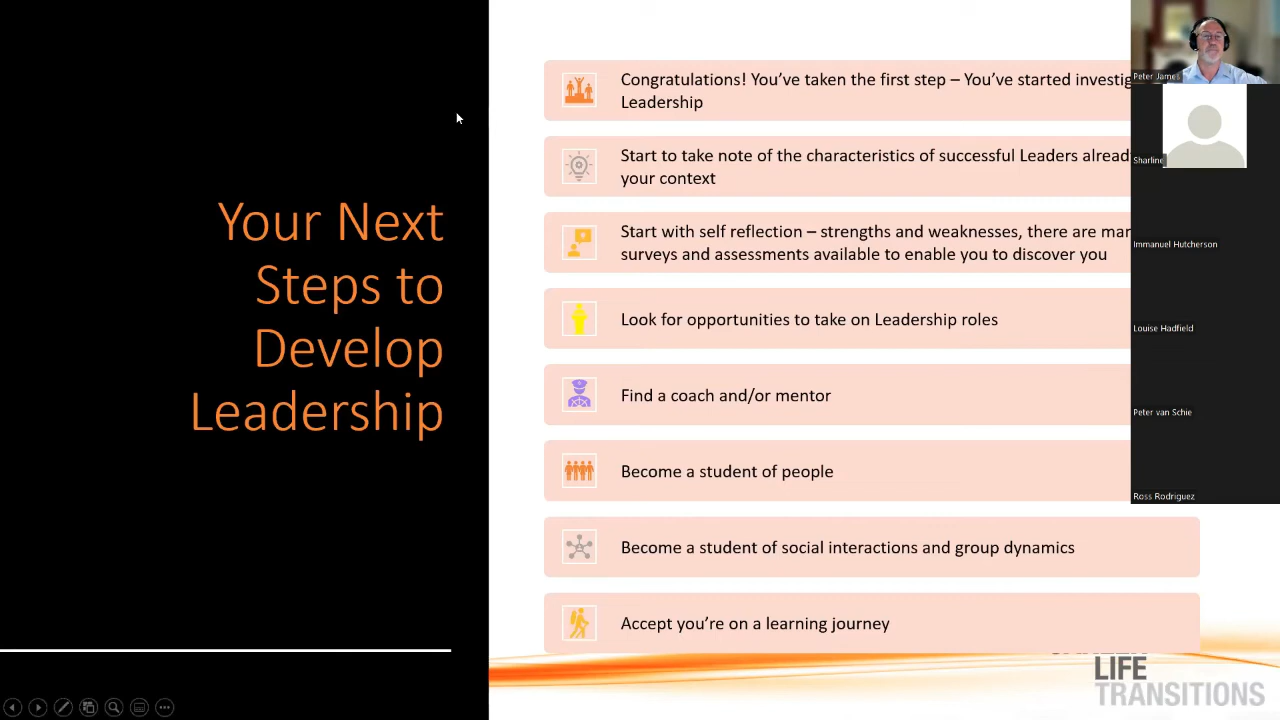 Your Next
Steps to
Develop
Leadership
Congratulations! You've taken the first step – You've started investig
Leadership
Start to take note of the characteristics of successful Leaders alread
your context
Start with self reflection – strengths and weaknesses, there are mar
surveys and assessments available to enable you to discover you
Look for opportunities to take on Leadership roles
Find a coach and/or mentor
Become a student of people
Become a student of social interactions and group dynamics
Accept you're on a learning journey
LIFE
TRANSITIONS
Peter James
Sharline
Immanuel Hutcherson
Louise Hadfield
Peter van Schie
Ross Rodriguez